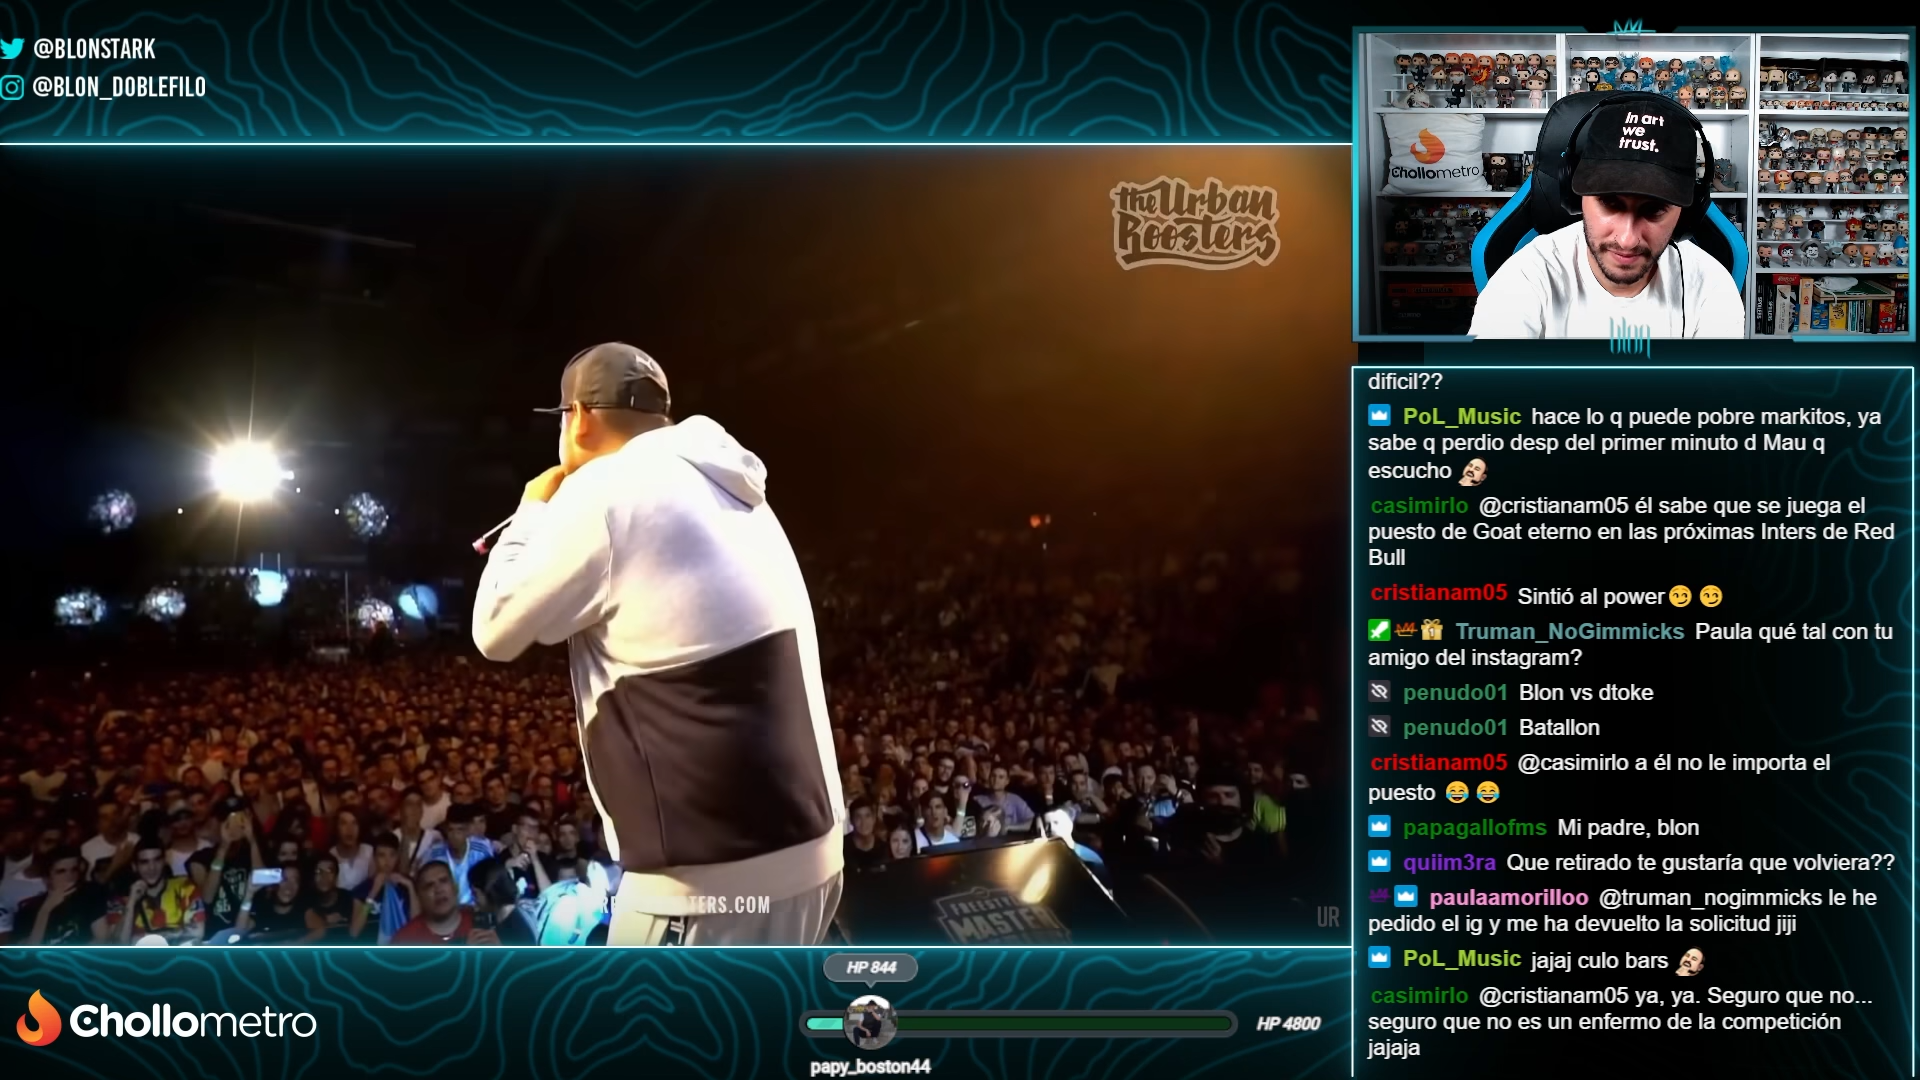 @BLONSTARK
@BLON_DOBLEFILO
the Urban
Roosters
In art
we
trust.
Chollometro
blon
dificil??
PoL_Music hace lo q puede pobre markitos, ya
sabe q perdio desp del primer minuto d Mau q
escucho
casimirlo @cristianam05 él sabe que se juega el
puesto de Goat eterno en las próximas Inters de Red
Bull
cristianam05 Sintió al power
Truman_NoGimmicks Paula qué tal con tu
amigo del instagram?
penudo01 Blon vs dtoke
penudo01 Batallon
cristianam05 @casimirlo a él no le importa el
puesto
papagallofms Mi padre, blon
quiim3ra Que retirado te gustaría que volviera??
paulaamorilloo @truman_nogimmicks le he
pedido el ig y me ha devuelto la solicitud jiji
PoL_Music jajaj culo bars
casimirlo @cristianam05 ya, ya. Seguro que no...
seguro que no es un enfermo de la competición
jajaja
FREESTYLE
MASTER
UR
HP 844
Chollometro
HP 4800
papy_boston44